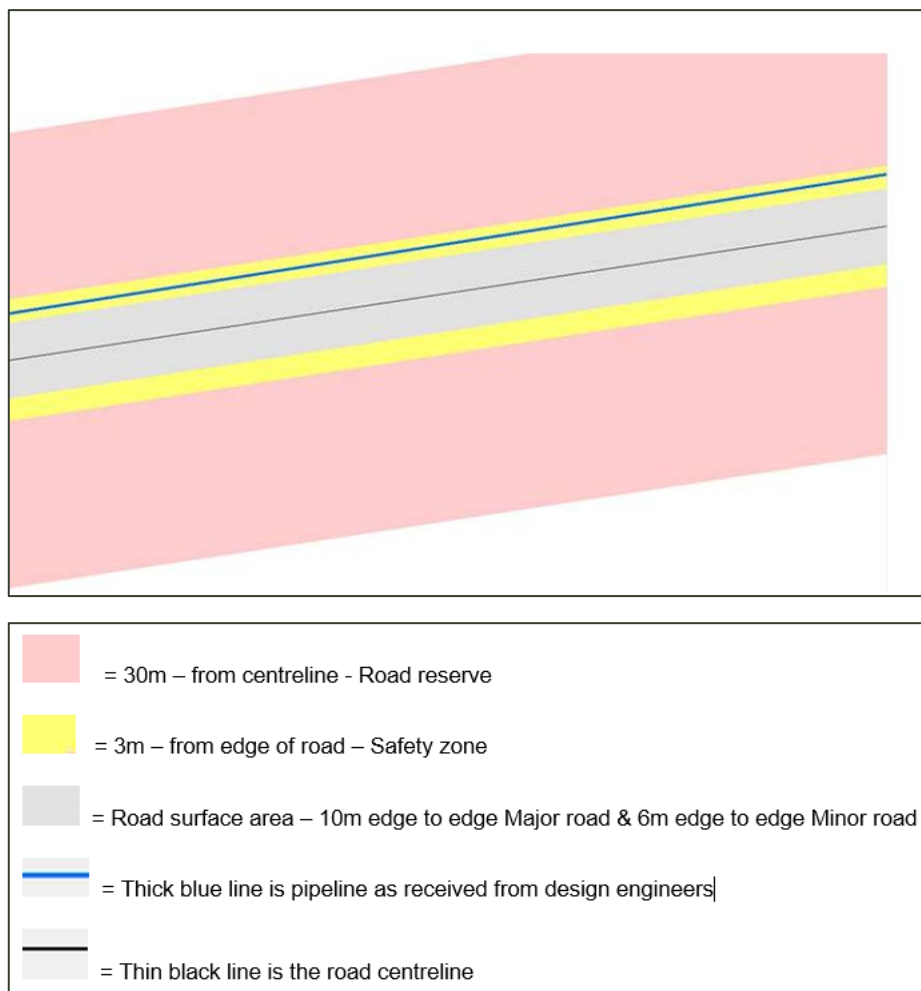 = 30m – from centreline - Road reserve
= 3m – from edge of road – Safety zone
= Road surface area – 10m edge to edge Major road & 6m edge to edge Minor road
= Thick blue line is pipeline as received from design engineers
= Thin black line is the road centreline